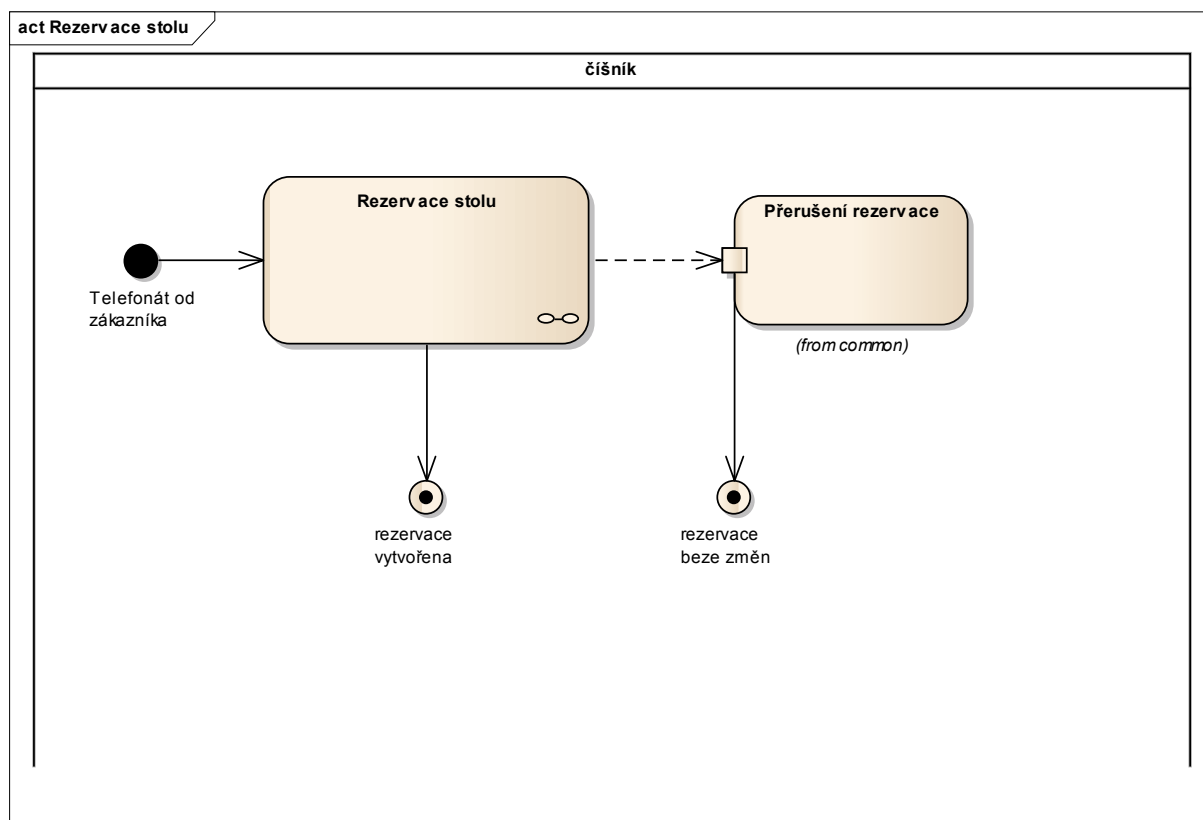 act Rezervace stolu
číšník
Rezervace stolu
Přerušení rezervace
Telefonát od
zákazníka
(from common)
rezervace
vytvořena
rezervace
beze změn